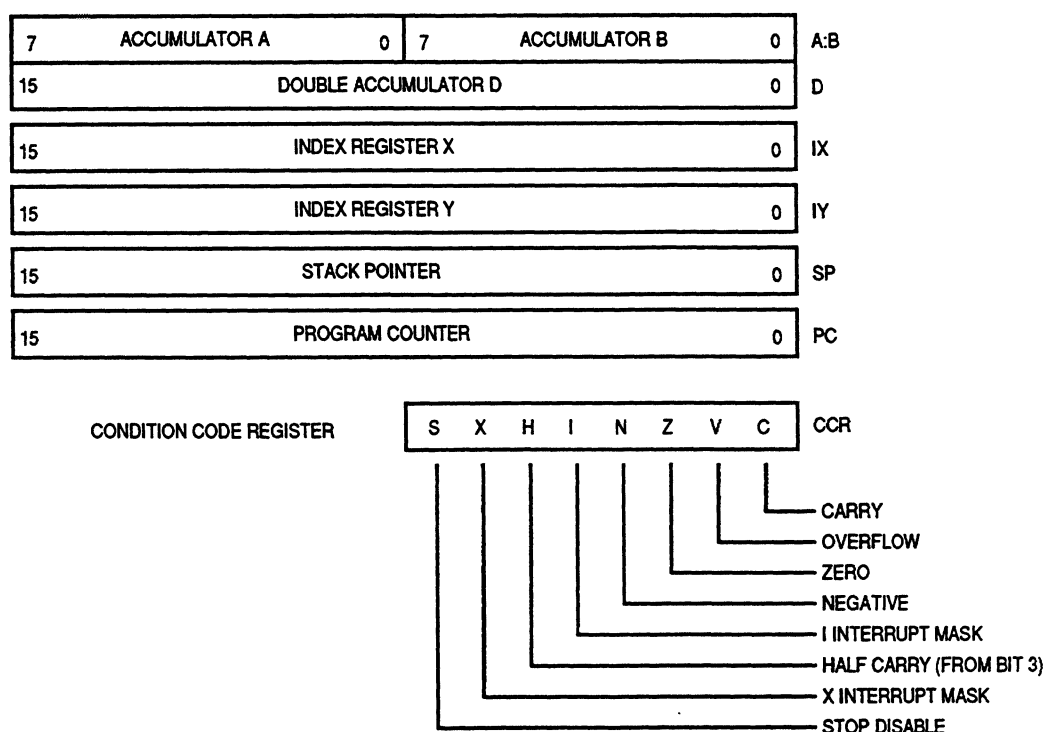 7 ACCUMULATOR A 0 7 ACCUMULATOR B 0 A:B
15 DOUBLE ACCUMULATOR D 0 D
15 INDEX REGISTER X 0 IX
15 INDEX REGISTER Y 0 IY
15 STACK POINTER 0 SP
15 PROGRAM COUNTER 0 PC
CONDITION CODE REGISTER S X H I N Z V C CCR
CARRY
OVERFLOW
ZERO
NEGATIVE
I INTERRUPT MASK
HALF CARRY (FROM BIT 3)
X INTERRUPT MASK
STOP DISABLE